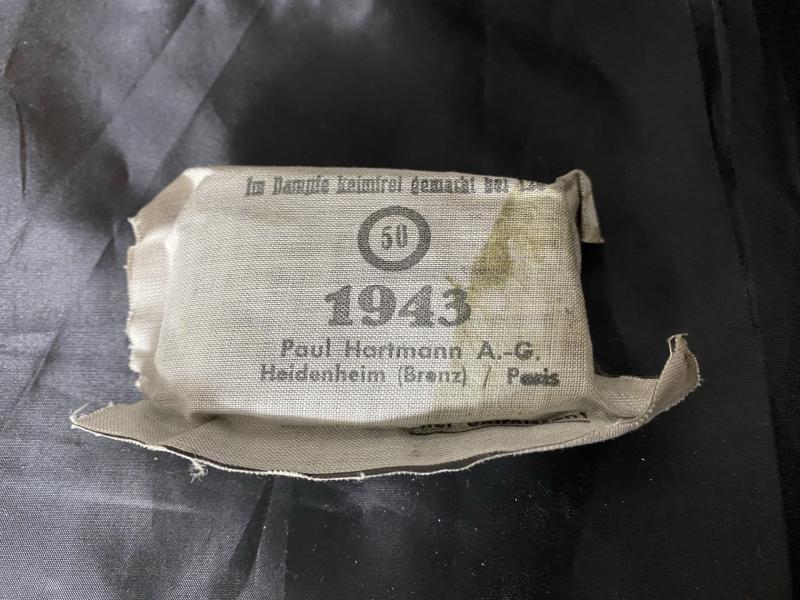 Im Dampfe keimfrei gemacht bei
50
1943
Paul Hartmann A.-G.
Heidenheim (Brenz) / Paris